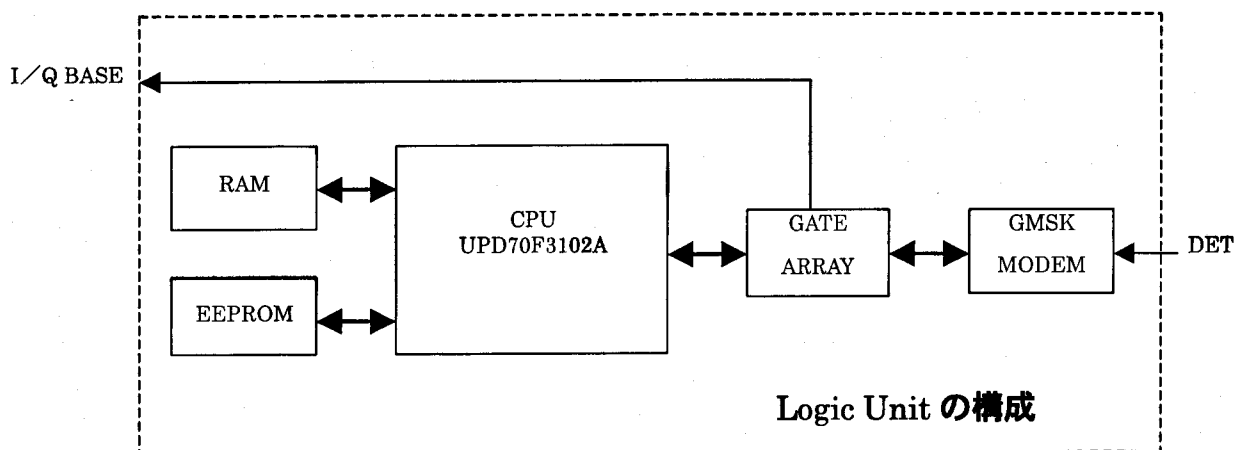 I/Q BASE
RAM
CPU
UPD70F3102A
GATE
ARRAY
GMSK
MODEM
DET
EEPROM
Logic Unit の構成